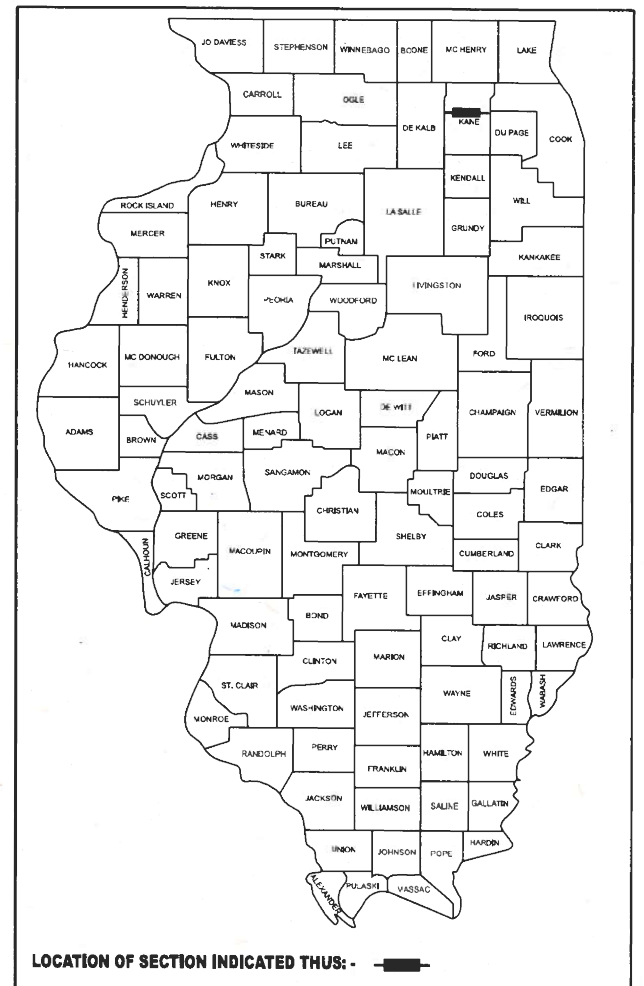 JO DAVIESS
STEPHENSON
WINNEBAGO
BOONE
MC HENRY
LAKE
CARROLL
OGLE
DE KALB
KANE
DU PAGE
COOK
WHITESIDE
LEE
KENDALL
WILL
ROCK ISLAND
HENRY
BUREAU
LA SALLE
GRUNDY
MERCER
PUTNAM
STARK
MARSHALL
KANKAKEE
HENDERSON
WARREN
KNOX
PEORIA
WOODFORD
LIVINGSTON
IROQUOIS
HANCOCK
MC DONOUGH
FULTON
TAZEWELL
MC LEAN
FORD
MASON
SCHUYLER
LOGAN
DE WITT
CHAMPAIGN
VERMILION
ADAMS
BROWN
CASS
MENARD
PIATT
MACON
SANGAMON
MORGAN
DOUGLAS
EDGAR
PIKE
SCOTT
MOULTRIE
CHRISTIAN
COLES
GREENE
SHELBY
CALHOUN
MACOUPIN
MONTGOMERY
CUMBERLAND
CLARK
JERSEY
FAYETTE
EFFINGHAM
JASPER
CRAWFORD
BOND
MADISON
CLAY
RICHLAND
LAWRENCE
MARION
CLINTON
ST. CLAIR
WAYNE
EDWARDS
WABASH
WASHINGTON
JEFFERSON
MONROE
RANDOLPH
PERRY
HAMILTON
WHITE
FRANKLIN
JACKSON
WILLIAMSON
SALINE
GALLATIN
UNION
JOHNSON
POPE
HARDIN
ALEXANDER
PULASKI
MASSAC
LOCATION OF SECTION INDICATED THUS: -